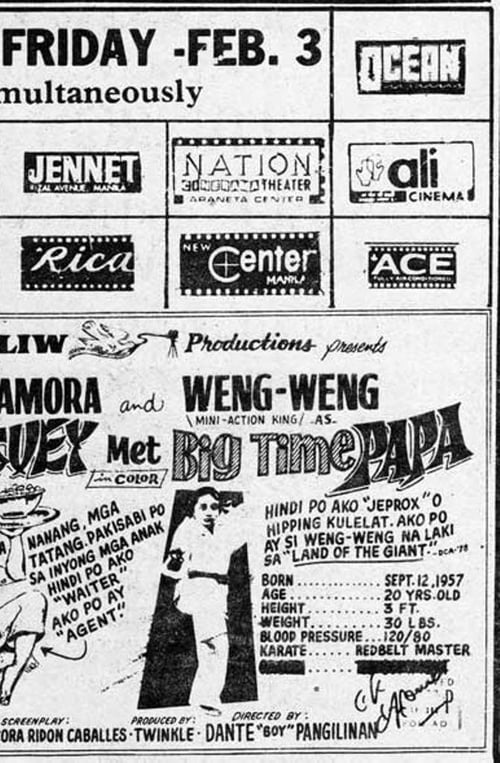 FRIDAY -FEB. 3
multaneously
OCEAN
JENNET
RIZAL AVENUE, MANILA
NATION
CINERAMA THEATER
ARANETA CENTER
ali
CINEMA
Rica
NEW
Center
MANILA
ACE
FULLY AIR CONDITIONED
LIW Productions presents
AMORA and WENG-WENG
\MINI-ACTION KING/ -AS-
UEY Met Big Time PAPA
in COLOR
NANANG, MGA
TATANG. PAKISABI PO
SA INYONG MGA ANAK
HINDI PO AKO
"WAITER"
AKO PO AY
"AGENT."
HINDI PO AKO "JEPROX" O
HIPPING KULELAT. AKO PO
AY SI WENG-WENG NA LAKI
SA "LAND OF THE GIANT". -DCA-'78
BORN ............ SEPT. 12, 1957
AGE .............. 20 YRS. OLD
HEIGHT ......... 3 FT.
WEIGHT ......... 30 LBS.
BLOOD PRESSURE...120/80
KARATE...... REDBELT MASTER
SCREENPLAY: PRODUCED BY: DIRECTED BY:
ORA RIDON CABALLES · TWINKLE · DANTE "BOY" PANGILINAN